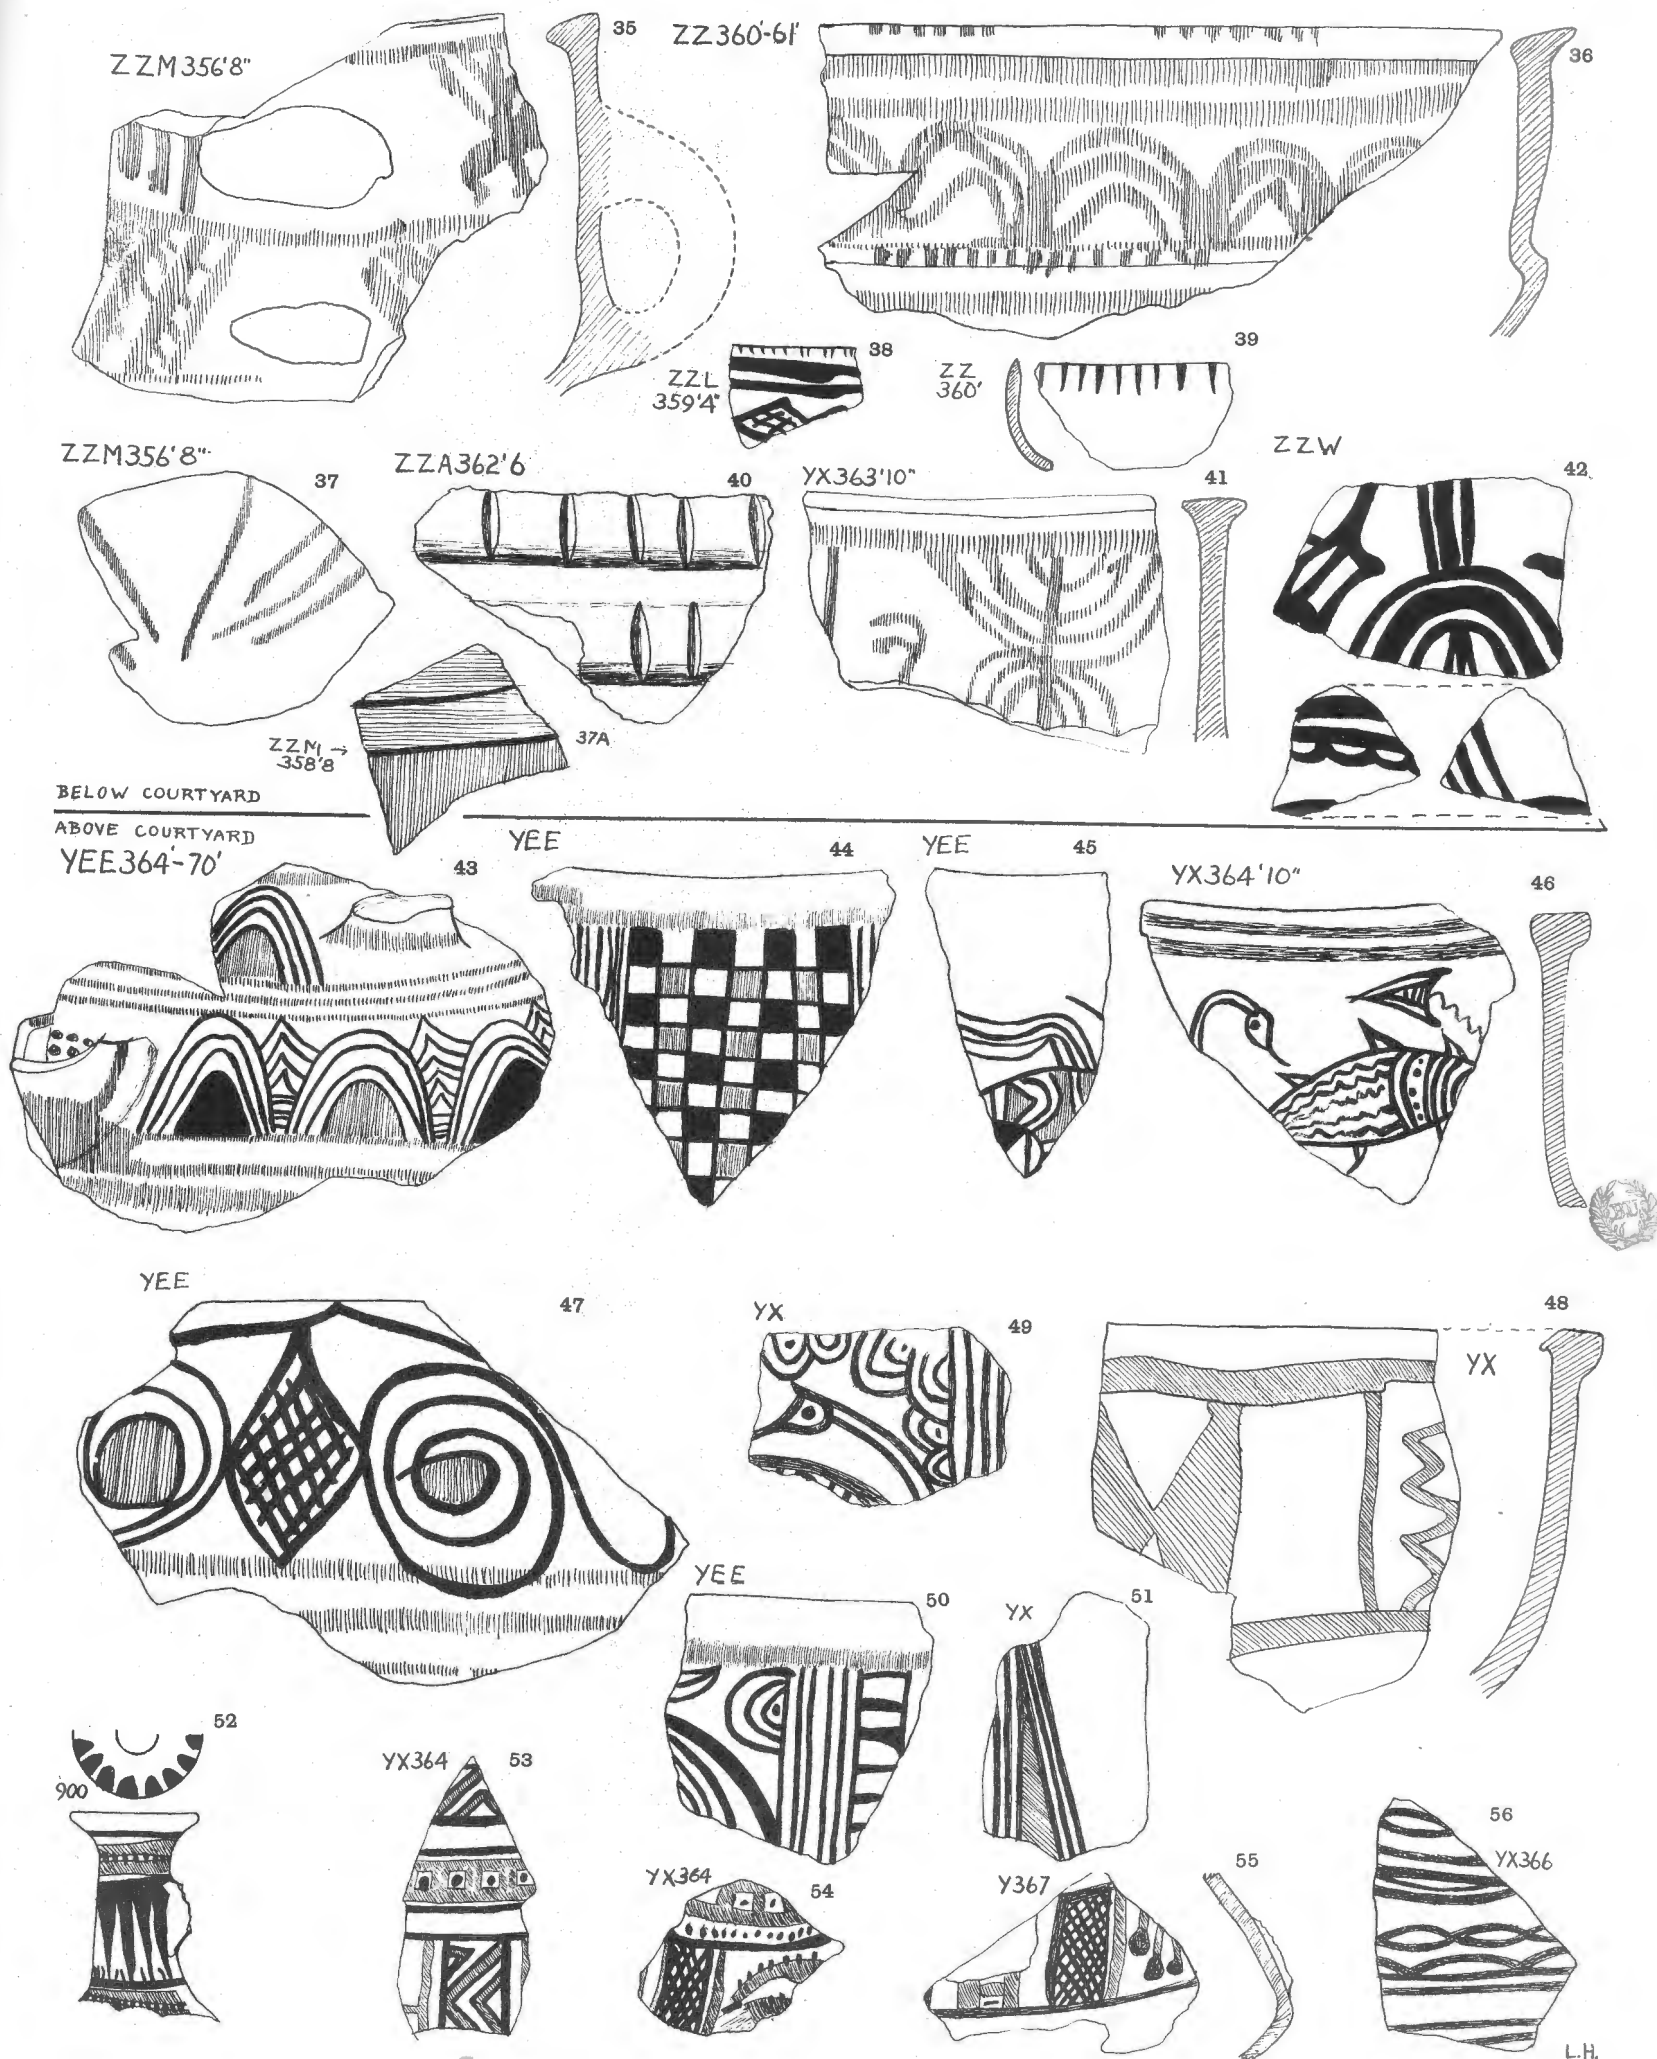 ZZM356'8"
35
ZZ360'-61'
36
38
ZZL
359'4"
39
ZZ
360'
ZZM356'8"
37
ZZA362'6
40
YX363'10"
41
ZZW
42
37A
ZZM1 →
358'8
BELOW COURTYARD
ABOVE COURTYARD
YEE364'-70'
43
YEE
44
YEE
45
YX364'10"
46
YEE
47
YX
49
48
YX
YEE
50
YX
51
52
900
YX364
53
YX364
54
Y367
55
56
YX366
L.H.